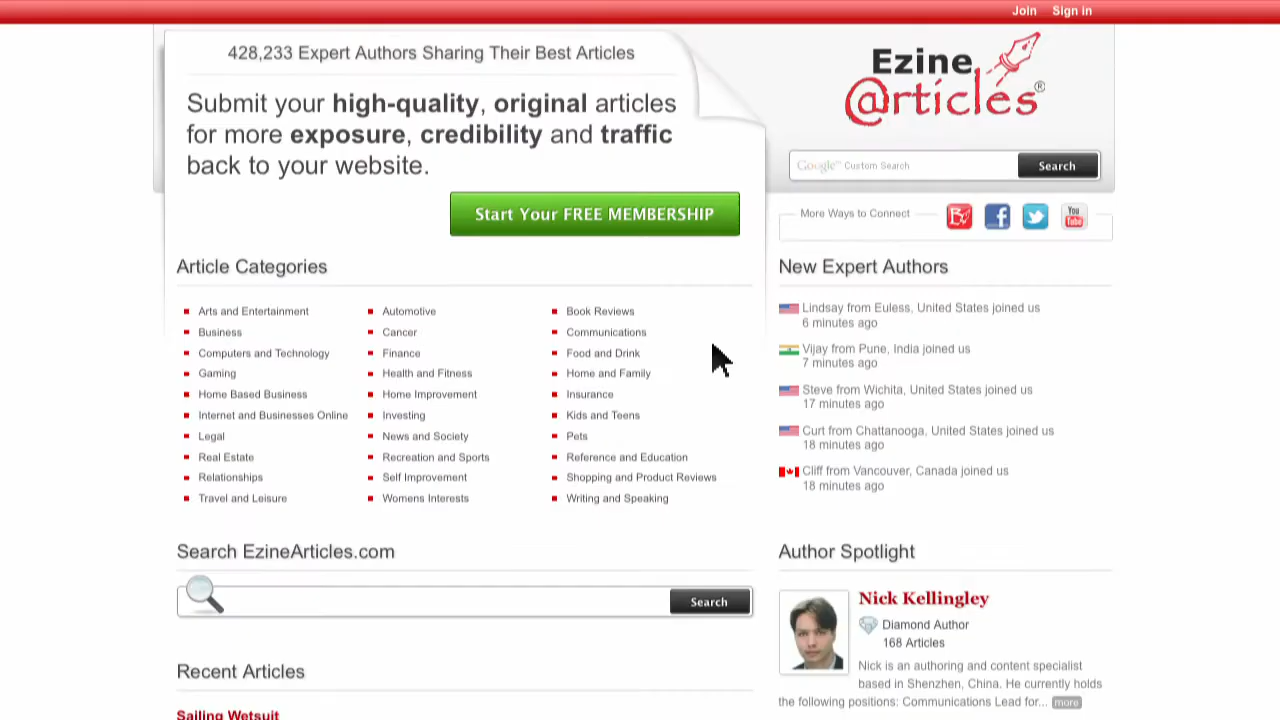 Join Sign in
428,233 Expert Authors Sharing Their Best Articles
Submit your high-quality, original articles
for more exposure, credibility and traffic
back to your website.
Start Your FREE MEMBERSHIP
Ezine
@rticles®
Google™ Custom Search
Search
More Ways to Connect
You
Tube
Article Categories
Arts and Entertainment
Business
Computers and Technology
Gaming
Home Based Business
Internet and Businesses Online
Legal
Real Estate
Relationships
Travel and Leisure
Automotive
Cancer
Finance
Health and Fitness
Home Improvement
Investing
News and Society
Recreation and Sports
Self Improvement
Womens Interests
Book Reviews
Communications
Food and Drink
Home and Family
Insurance
Kids and Teens
Pets
Reference and Education
Shopping and Product Reviews
Writing and Speaking
New Expert Authors
Lindsay from Euless, United States joined us
6 minutes ago
Vijay from Pune, India joined us
7 minutes ago
Steve from Wichita, United States joined us
17 minutes ago
Curt from Chattanooga, United States joined us
18 minutes ago
Cliff from Vancouver, Canada joined us
18 minutes ago
Search EzineArticles.com
Search
Author Spotlight
Nick Kellingley
Diamond Author
168 Articles
Nick is an authoring and content specialist
based in Shenzhen, China. He currently holds
the following positions: Communications Lead for... more
Recent Articles
Sailing Wetsuit